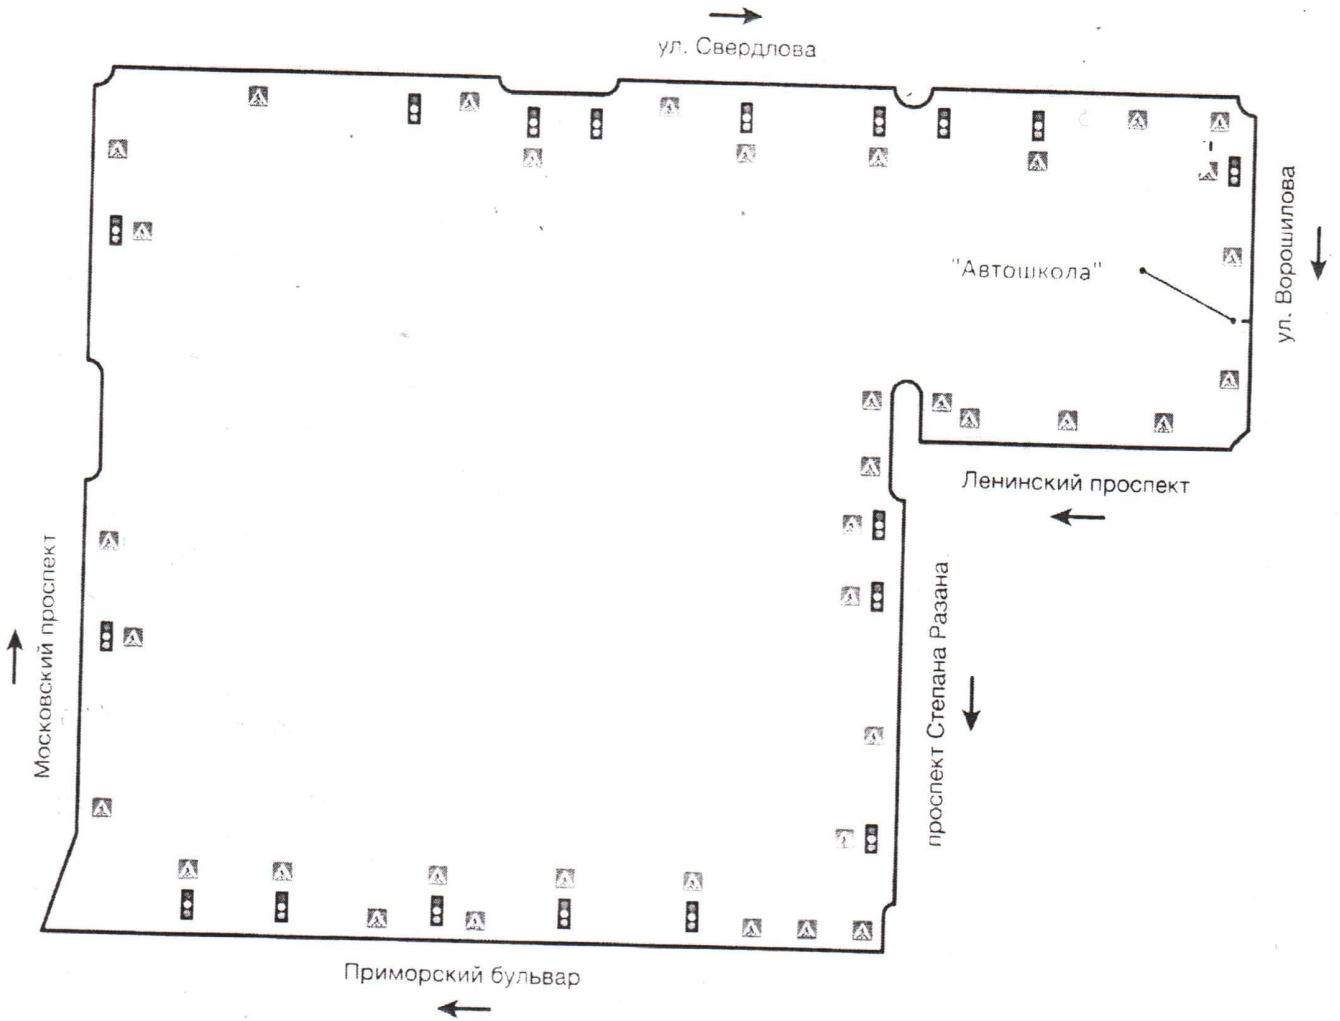 ул. Свердлова
"Автошкола"
ул. Ворошилова
Ленинский проспект
проспект Степана Разана
Московский проспект
Приморский бульвар